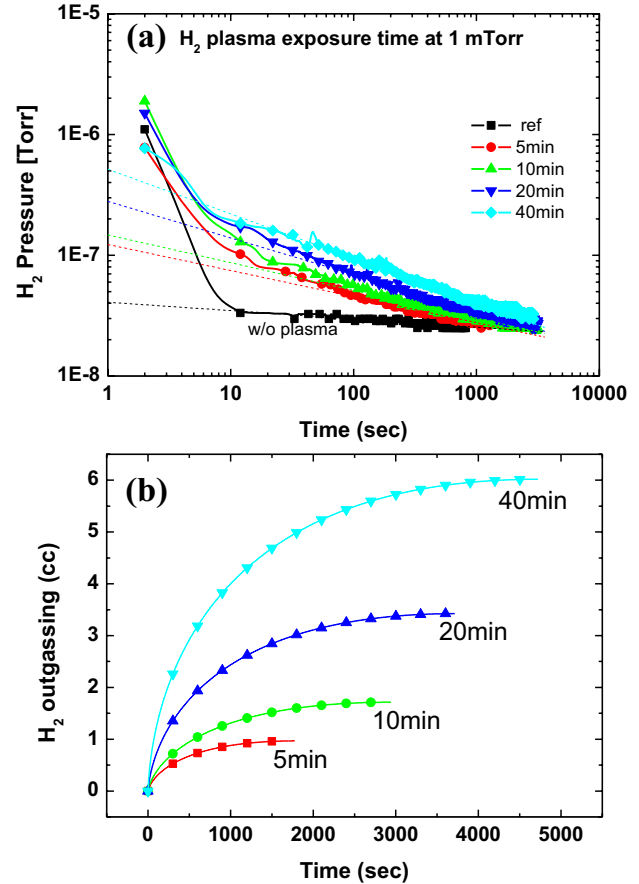 (a) H2 plasma exposure time at 1 mTorr
1E-5
1E-6
1E-7
1E-8
H2 Pressure [Torr]
ref
5min
10min
20min
40min
w/o plasma
1 10 100 1000 10000
Time (sec)
(b)
6
5
4
3
2
1
0
H2 outgassing (cc)
40min
20min
10min
5min
0 1000 2000 3000 4000 5000
Time (sec)